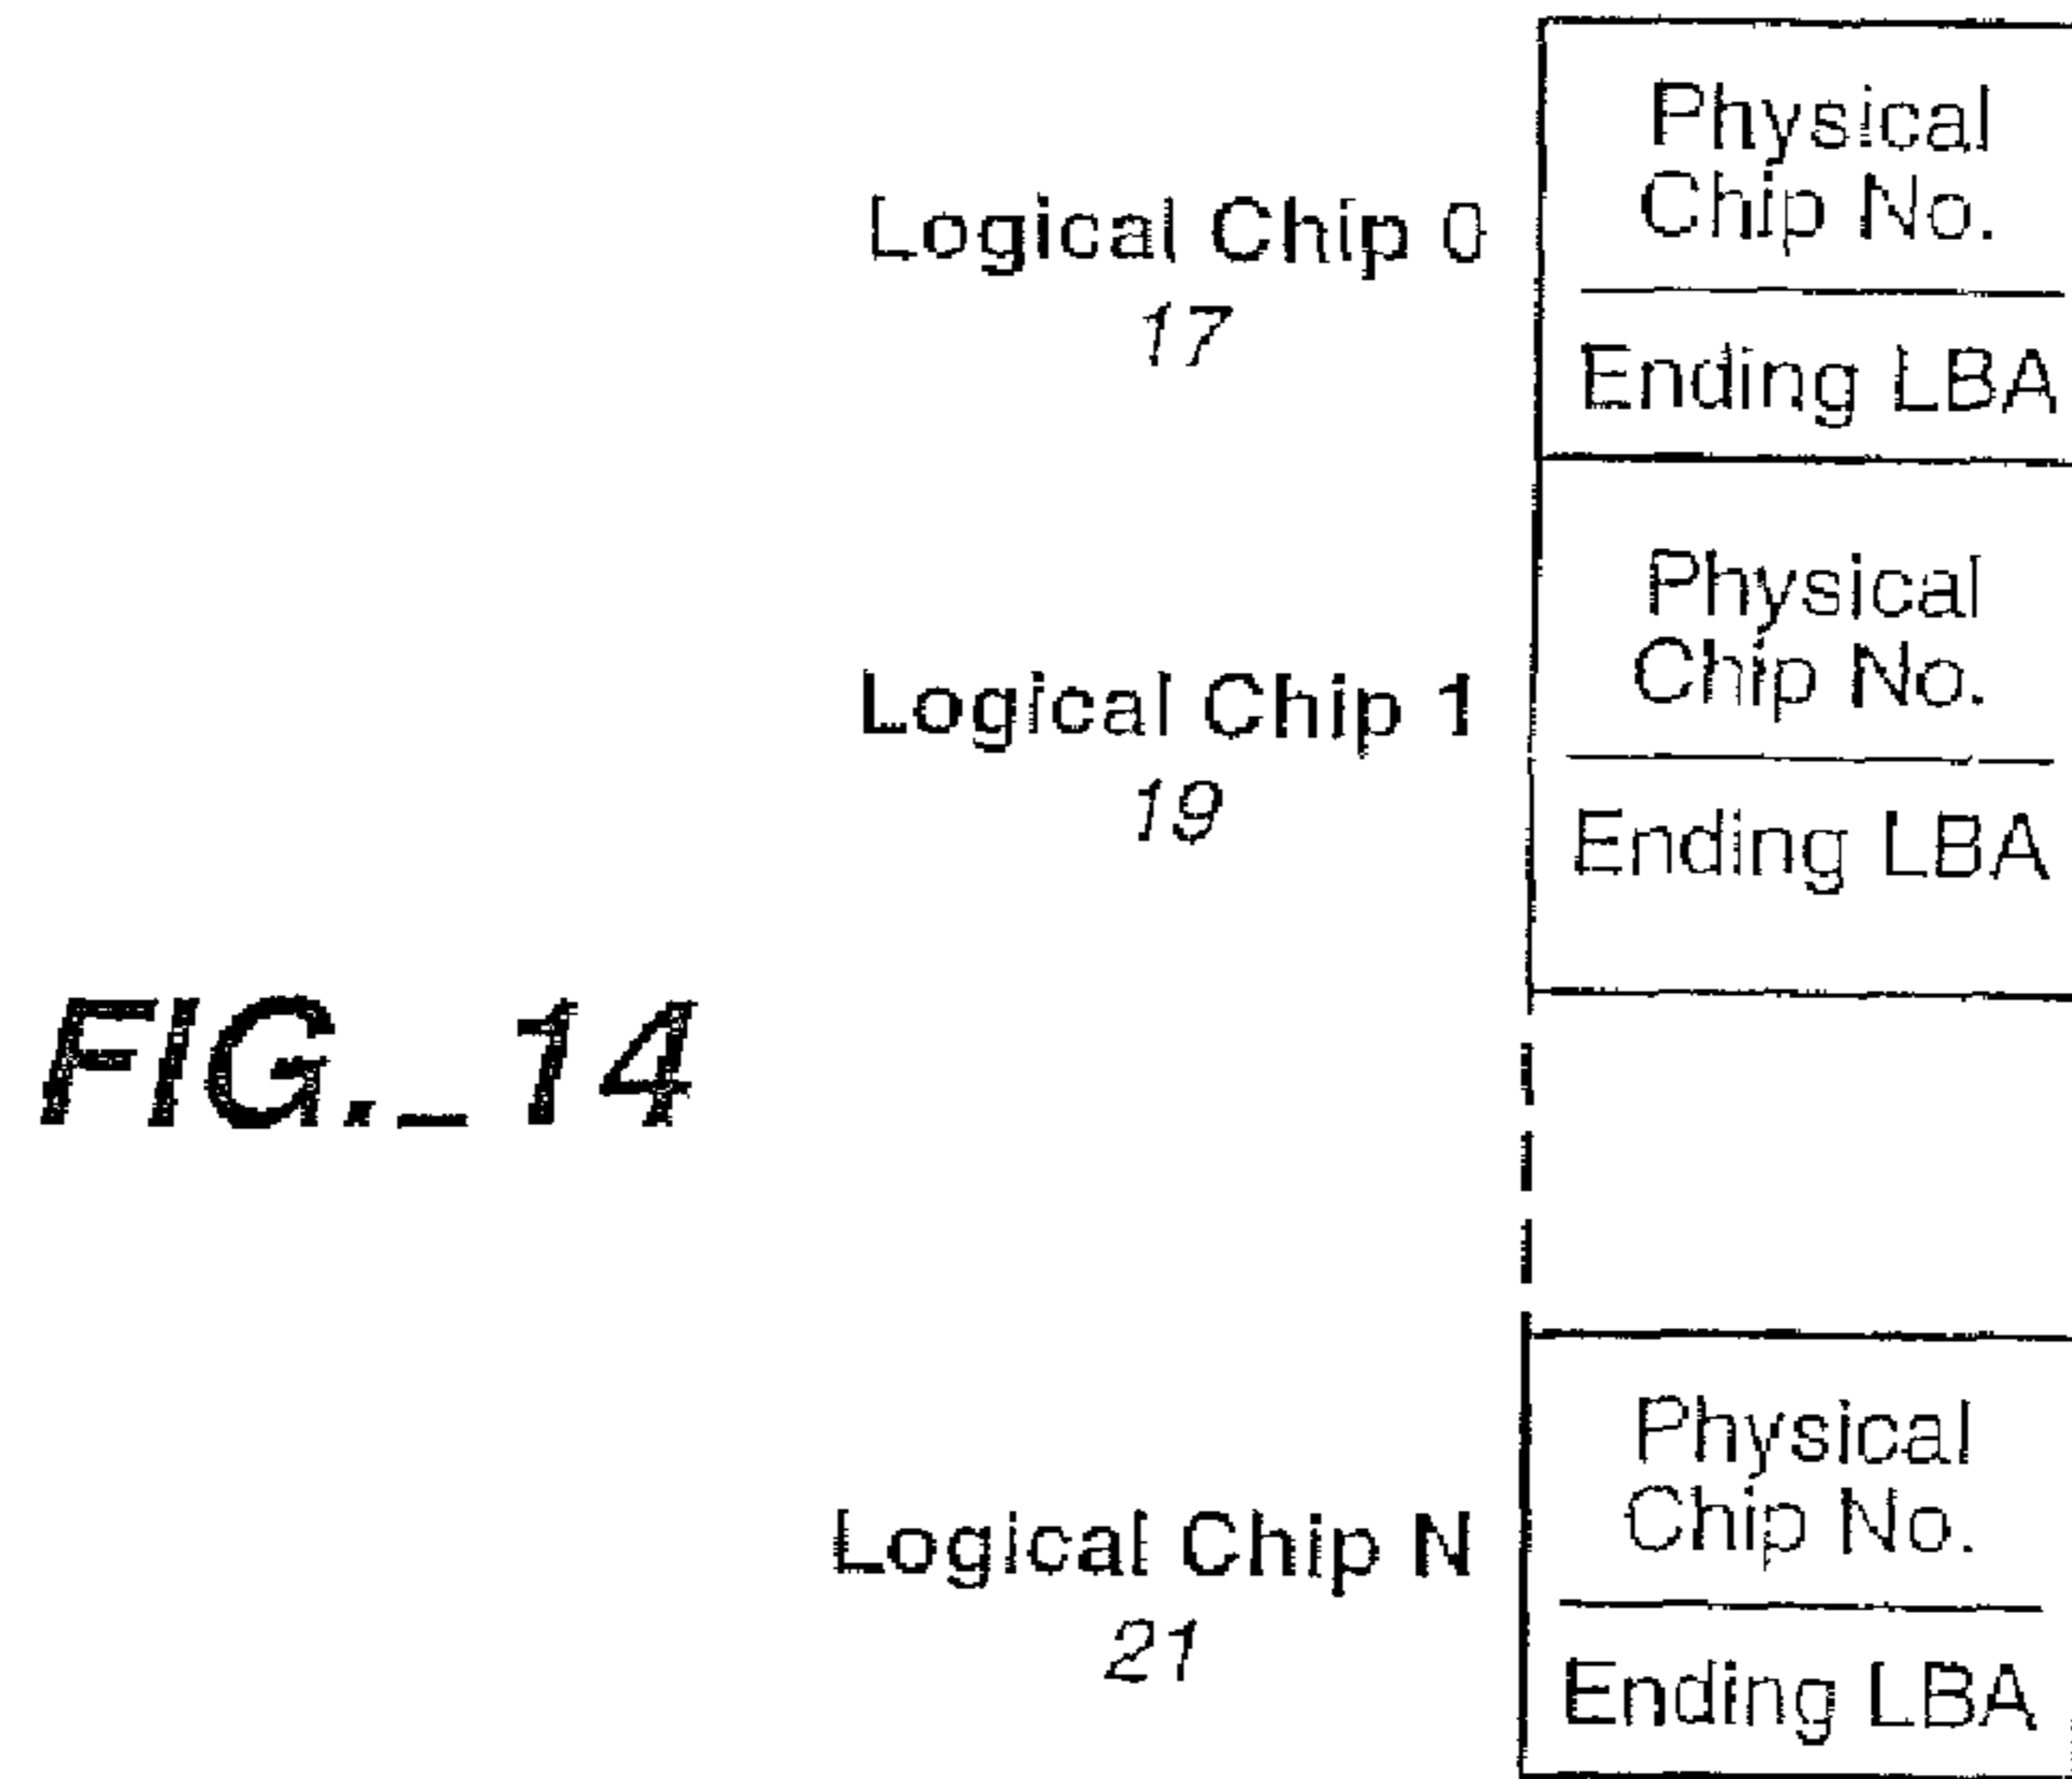 Physical
Chip No.
Logical Chip 0
17
Ending LBA
Physical
Chip No.
Logical Chip 1
19
Ending LBA
FIG._14
Physical
Chip No.
Logical Chip N
21
Ending LBA